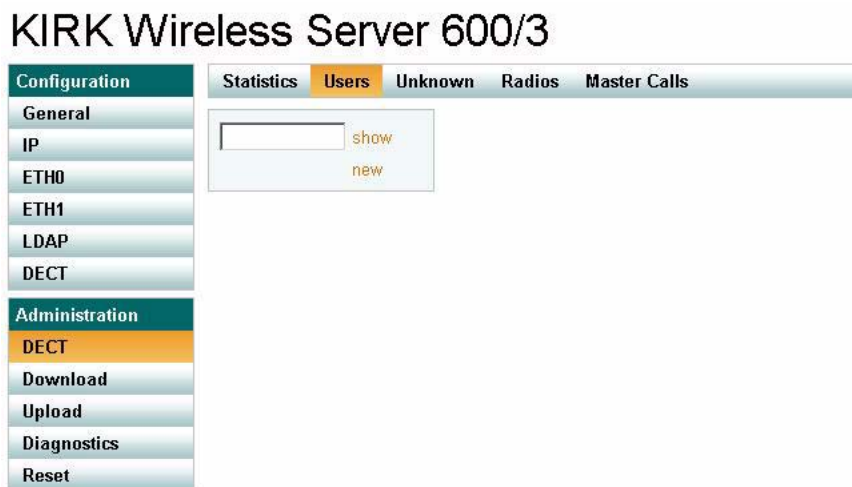 KIRK Wireless Server 600/3
Configuration
General
IP
ETH0
ETH1
LDAP
DECT
Administration
DECT
Download
Upload
Diagnostics
Reset
Statistics Users Unknown Radios Master Calls
show
new